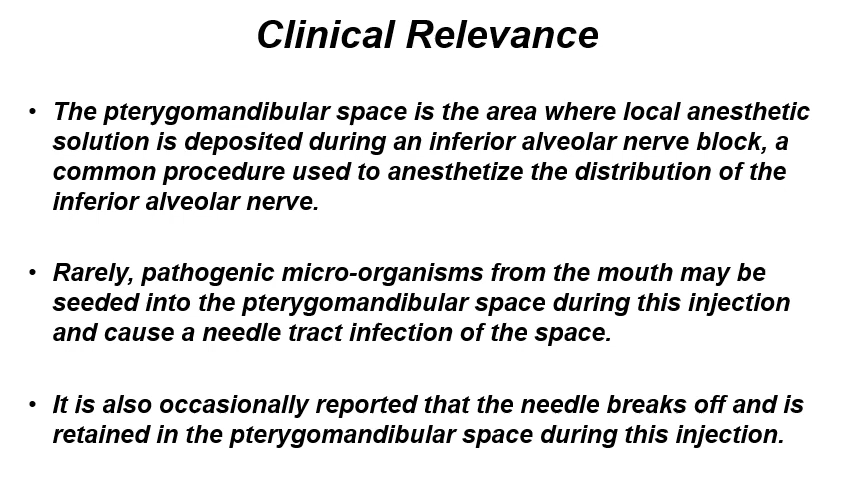 Clinical Relevance
• The pterygomandibular space is the area where local anesthetic
solution is deposited during an inferior alveolar nerve block, a
common procedure used to anesthetize the distribution of the
inferior alveolar nerve.
• Rarely, pathogenic micro-organisms from the mouth may be
seeded into the pterygomandibular space during this injection
and cause a needle tract infection of the space.
• It is also occasionally reported that the needle breaks off and is
retained in the pterygomandibular space during this injection.